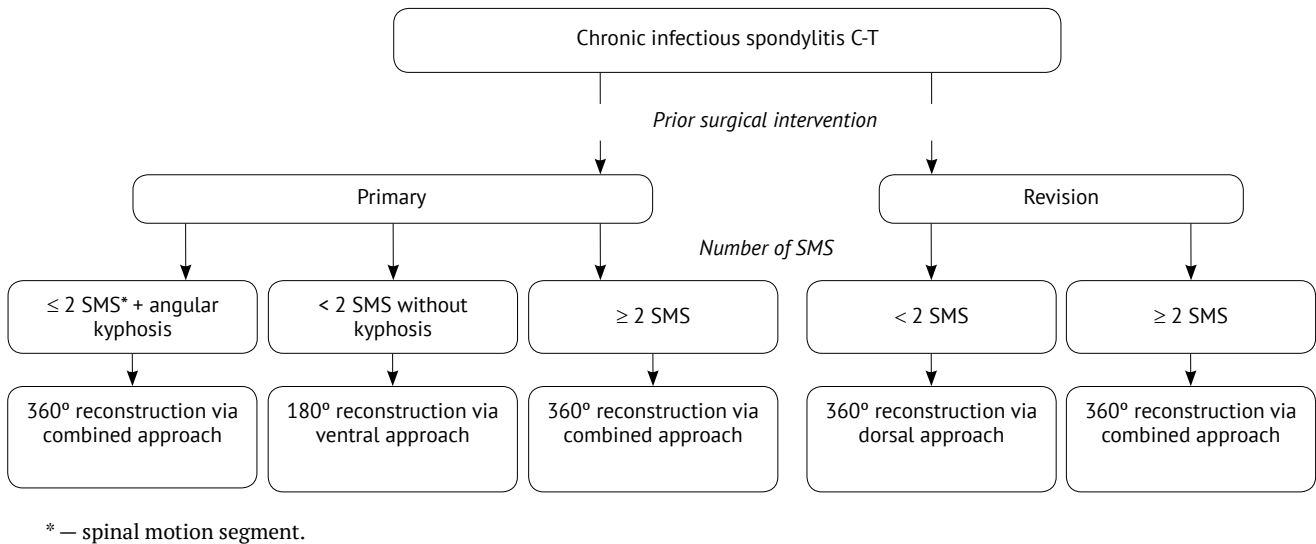 Chronic infectious spondylitis C-T
Prior surgical intervention
Primary
Revision
Number of SMS
≤ 2 SMS* + angular
kyphosis
< 2 SMS without
kyphosis
≥ 2 SMS
< 2 SMS
≥ 2 SMS
360º reconstruction via
combined approach
180º reconstruction via
ventral approach
360º reconstruction via
combined approach
360º reconstruction via
dorsal approach
360º reconstruction via
combined approach
* — spinal motion segment.